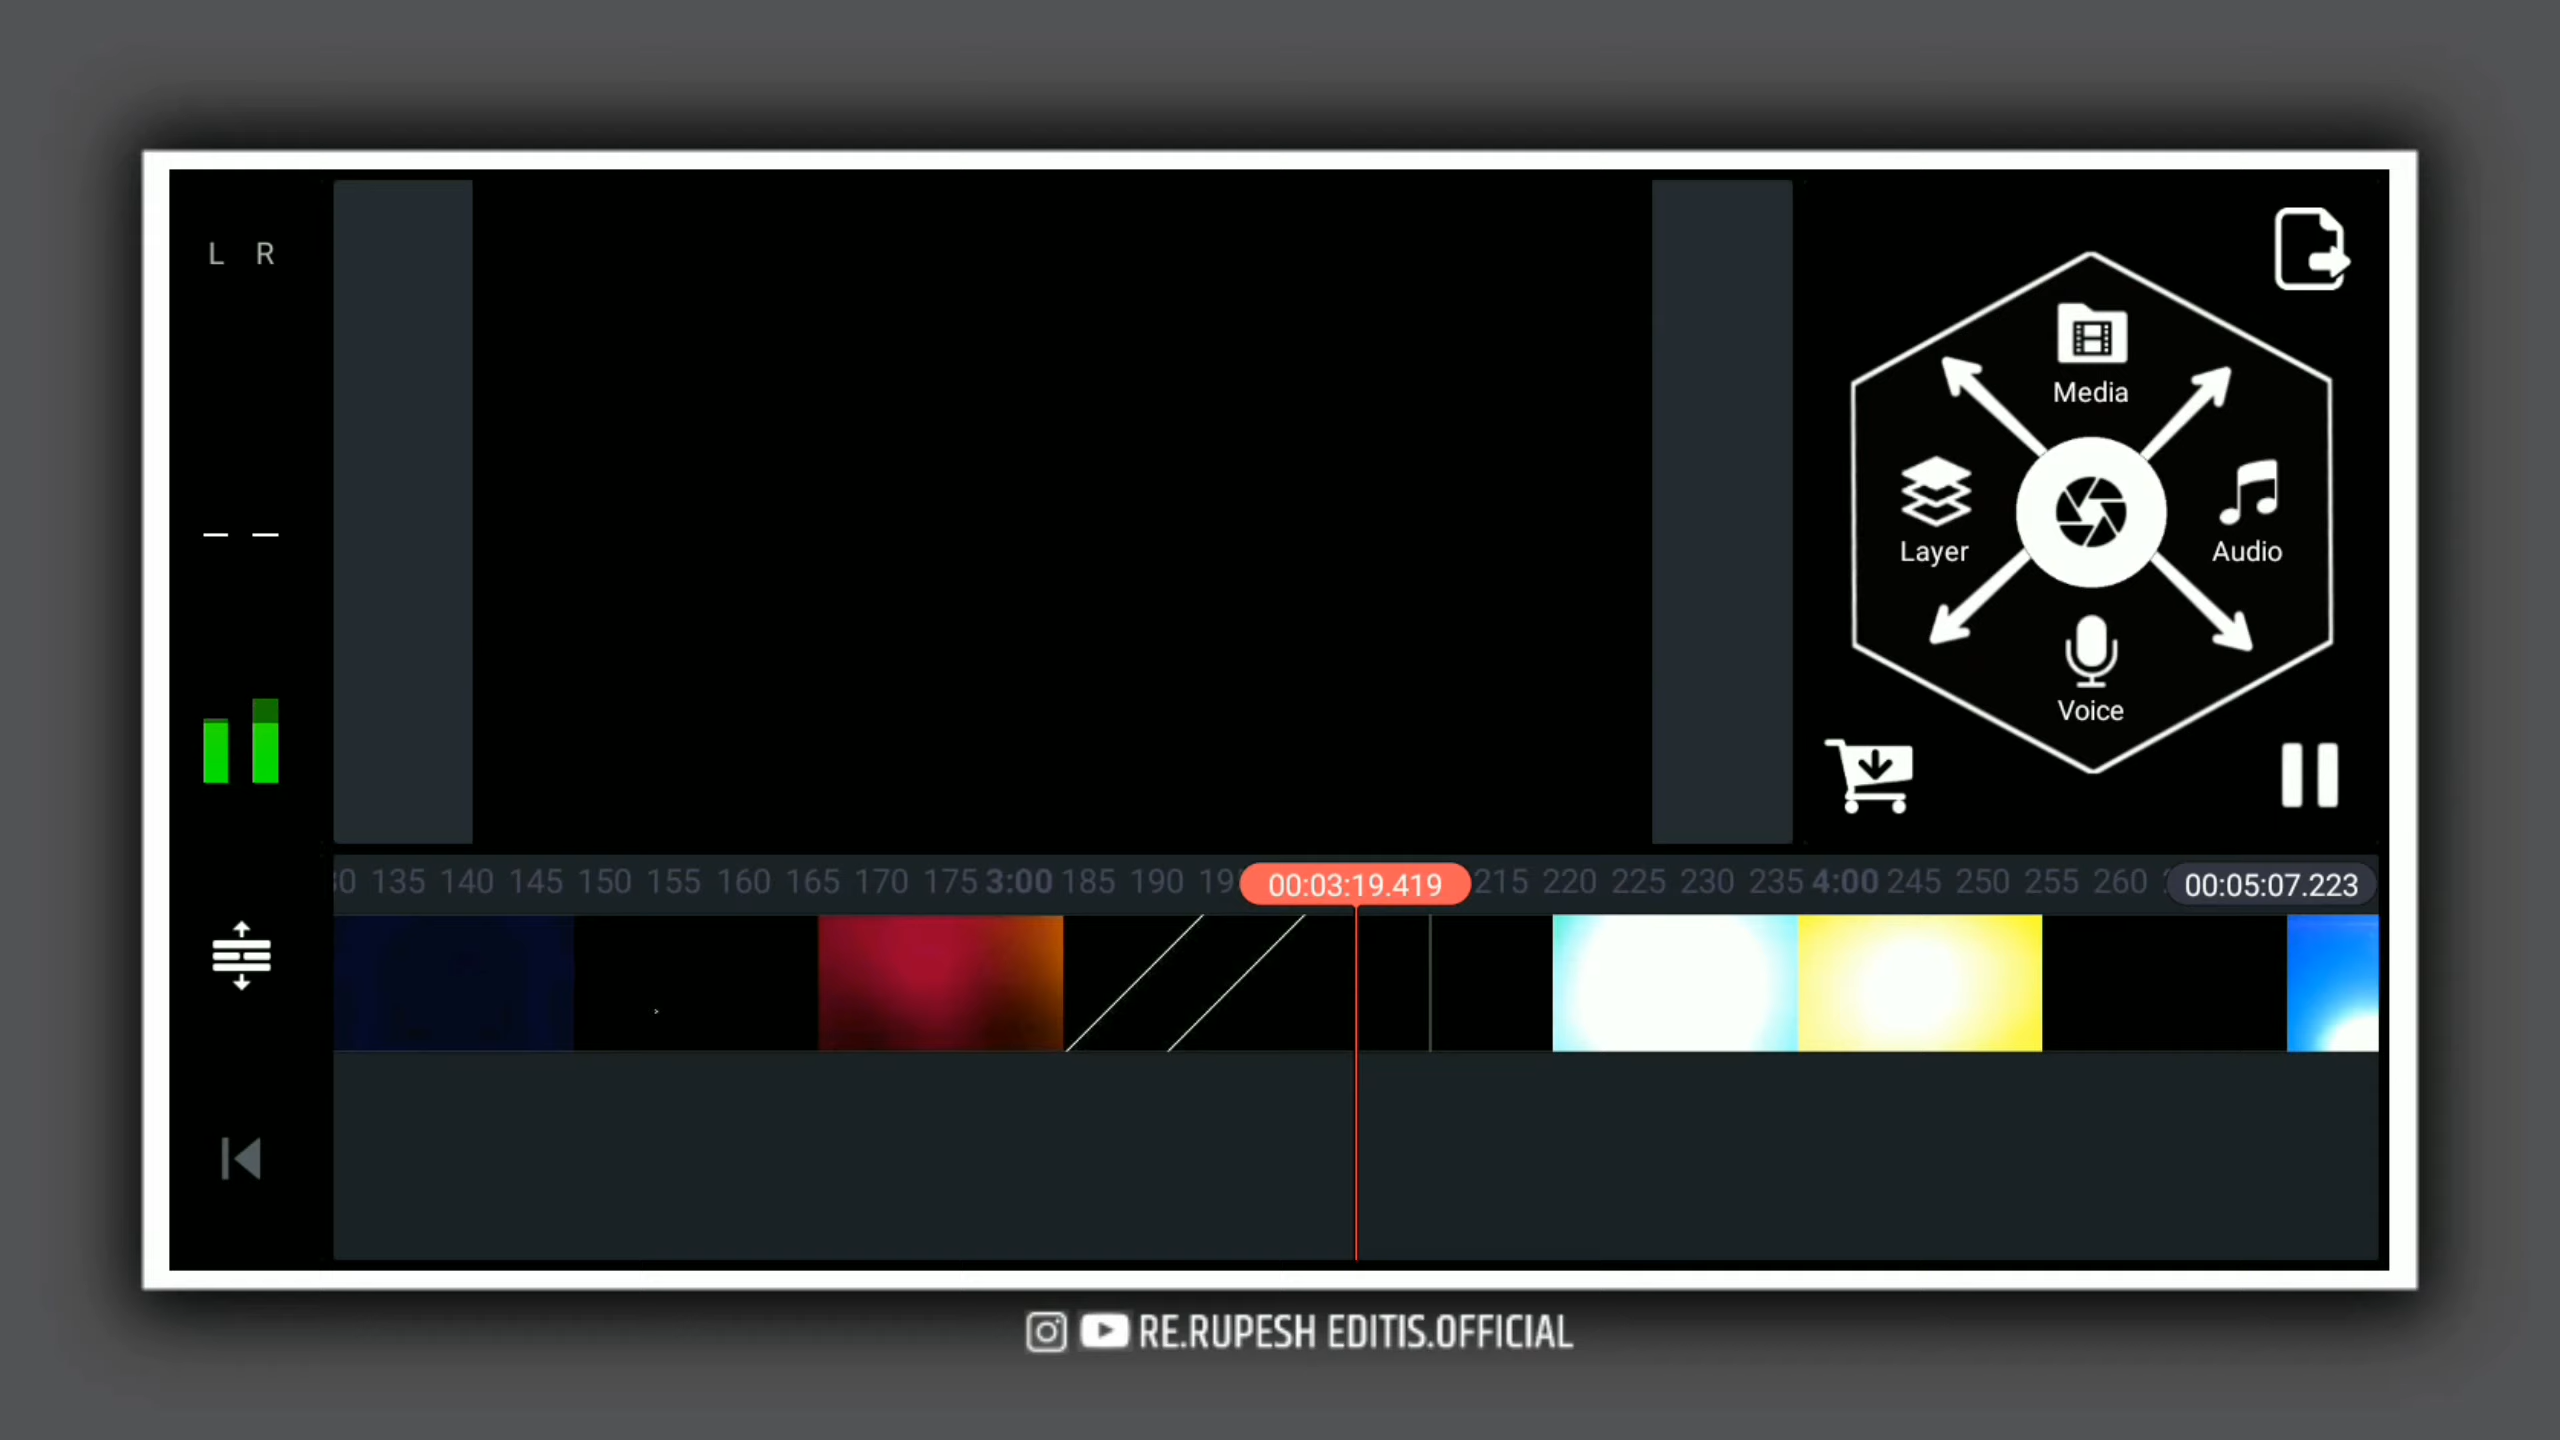 L R
Media
Layer
Audio
Voice
135 140 145 150 155 160 165 170 175 3:00 185 190 00:03:19.419 215 220 225 230 235 4:00 245 250 255 260 00:05:07.223
RE.RUPESH EDITIS.OFFICIAL